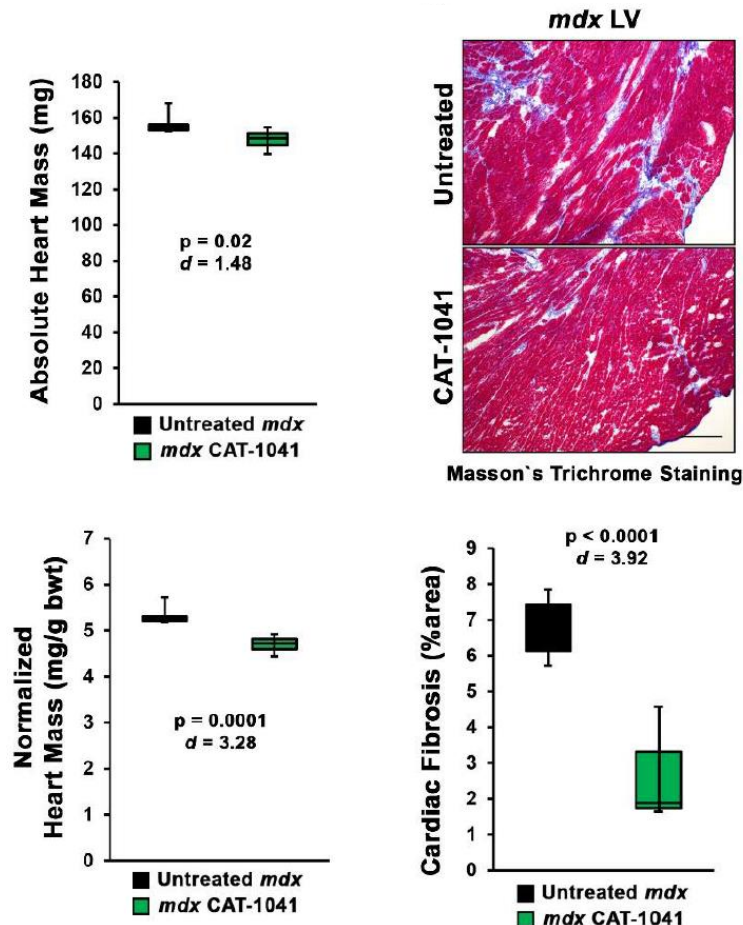 Absolute Heart Mass (mg)
180
160
140
120
100
80
60
40
20
0
p = 0.02
d = 1.48
Untreated mdx
mdx CAT-1041
mdx LV
Untreated
CAT-1041
Masson`s Trichrome Staining
Normalized
Heart Mass (mg/g bwt)
7
6
5
4
3
2
1
0
p = 0.0001
d = 3.28
Untreated mdx
mdx CAT-1041
Cardiac Fibrosis (%area)
9
8
7
6
5
4
3
2
1
0
p < 0.0001
d = 3.92
Untreated mdx
mdx CAT-1041